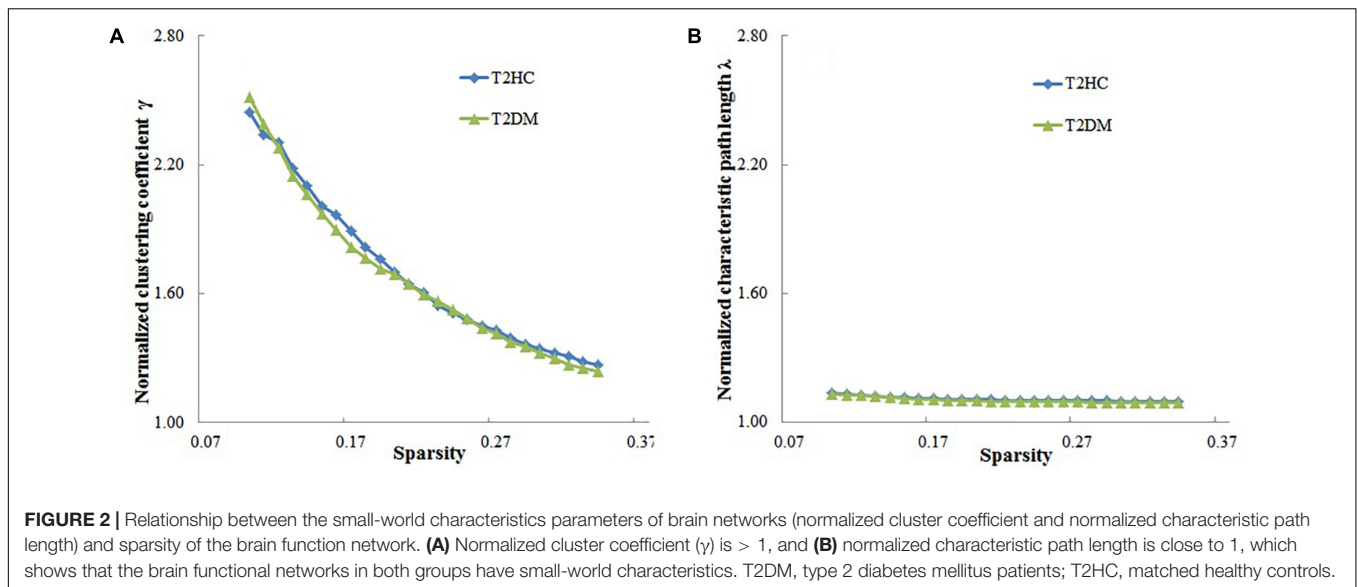 A
Normalized clustering coefficient γ
2.80
2.20
1.60
1.00
0.07
0.17
0.27
0.37
Sparsity
T2HC
T2DM
B
Normalized characteristic path length λ
2.80
2.20
1.60
1.00
0.07
0.17
0.27
0.37
Sparsity
T2HC
T2DM
FIGURE 2 | Relationship between the small-world characteristics parameters of brain networks (normalized cluster coefficient and normalized characteristic path
length) and sparsity of the brain function network. (A) Normalized cluster coefficient (γ) is > 1, and (B) normalized characteristic path length is close to 1, which
shows that the brain functional networks in both groups have small-world characteristics. T2DM, type 2 diabetes mellitus patients; T2HC, matched healthy controls.